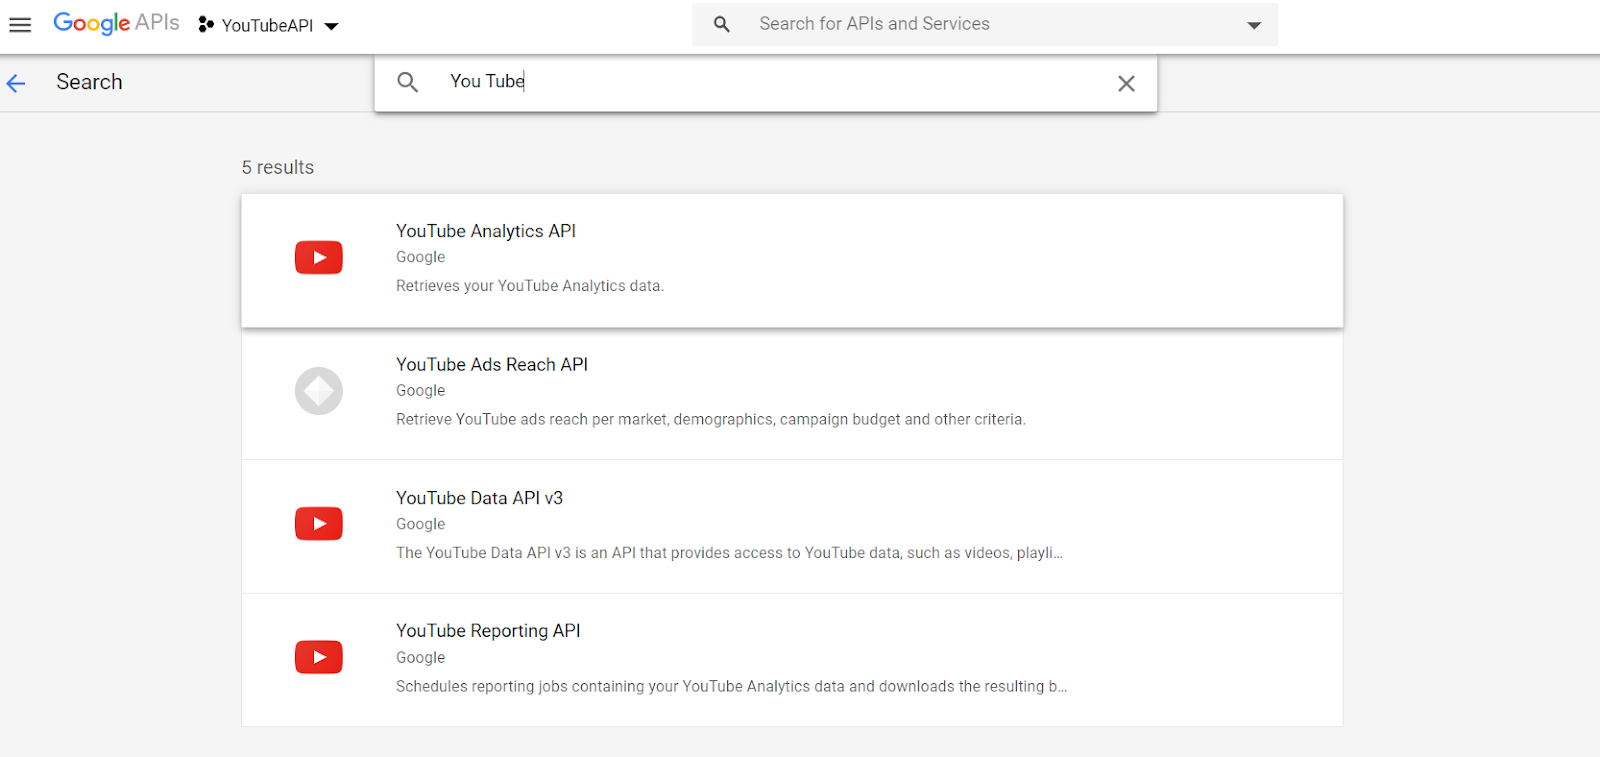 Google APIs
YouTubeAPI
Search for APIs and Services
Search
You Tube
5 results
YouTube Analytics API
Google
Retrieves your YouTube Analytics data.
YouTube Ads Reach API
Google
Retrieve YouTube ads reach per market, demographics, campaign budget and other criteria.
YouTube Data API v3
Google
The YouTube Data API v3 is an API that provides access to YouTube data, such as videos, playli...
YouTube Reporting API
Google
Schedules reporting jobs containing your YouTube Analytics data and downloads the resulting b...